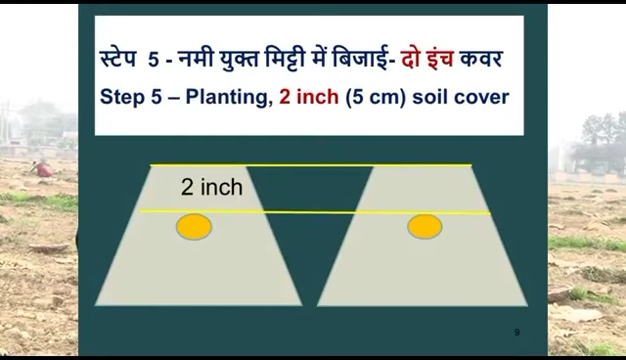 स्टेप 5 - नमी युक्त मिट्टी में बिजाई- दो इंच कवर
Step 5 – Planting, 2 inch (5 cm) soil cover
2 inch
9